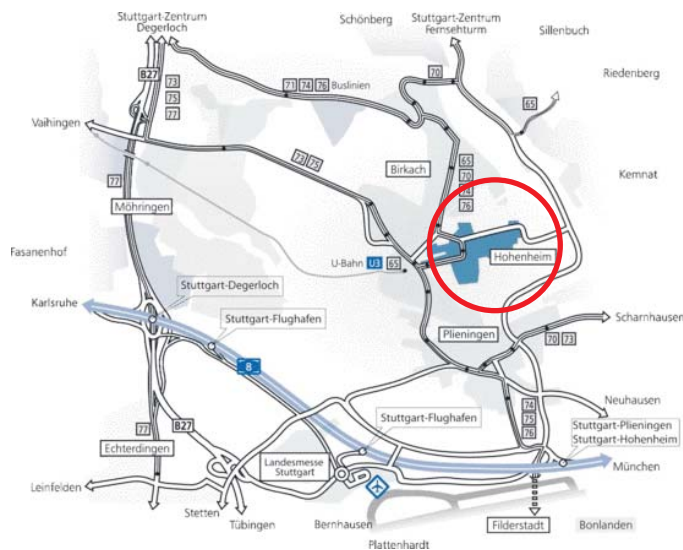 Stuttgart-Zentrum
Degerloch
Schönberg
Stuttgart-Zentrum
Fernsehturm
Sillenbuch
B27
73
75
77
71 74 76 Buslinien
70
Riedenberg
65
Vaihingen
73 75
Birkach
65
70
74
76
Kemnat
77
Möhringen
Fasanenhof
U-Bahn U3 65
Hohenheim
Stuttgart-Degerloch
Karlsruhe
Stuttgart-Flughafen
Scharnhausen
Plieningen
70 73
8
Neuhausen
74
75
76
77
B27
Stuttgart-Flughafen
Stuttgart-Plieningen
Stuttgart-Hohenheim
Echterdingen
Landesmesse
Stuttgart
München
Leinfelden
Stetten
Tübingen
Bernhausen
Filderstadt
Bonlanden
Plattenhardt